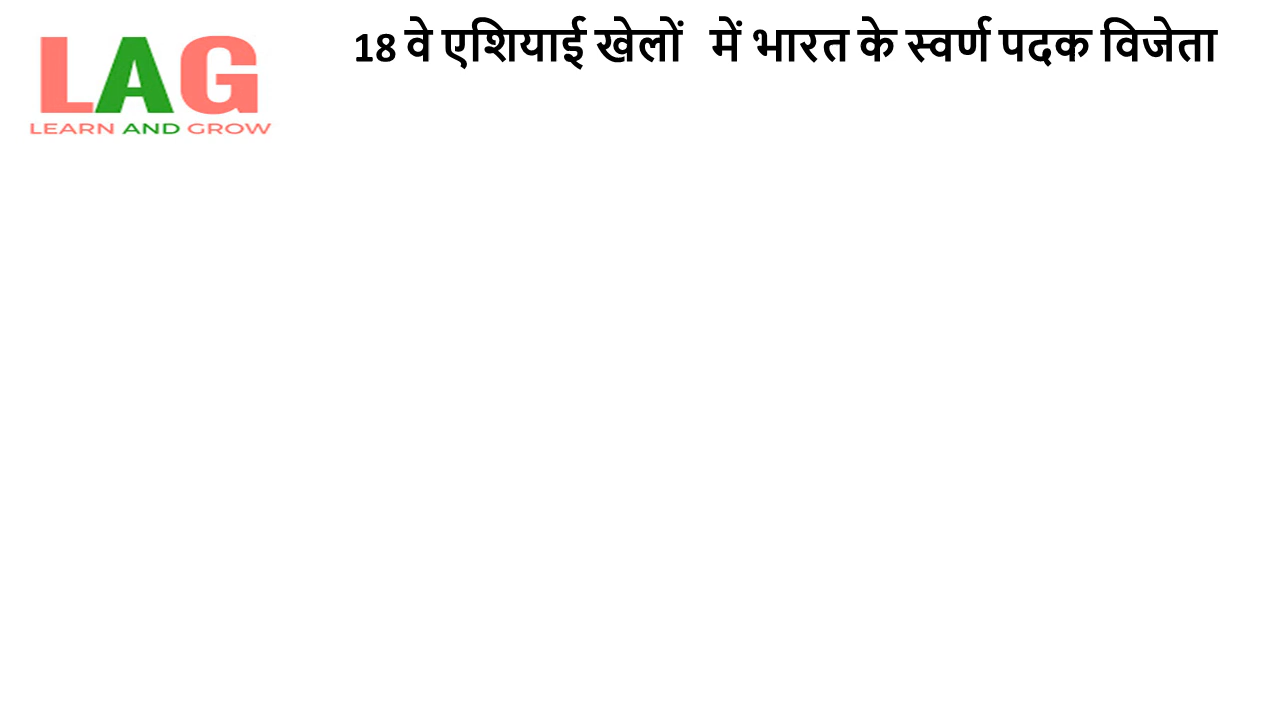 18 वे एशियाई खेलों में भारत के स्वर्ण पदक विजेता
LAG
LEARN AND GROW